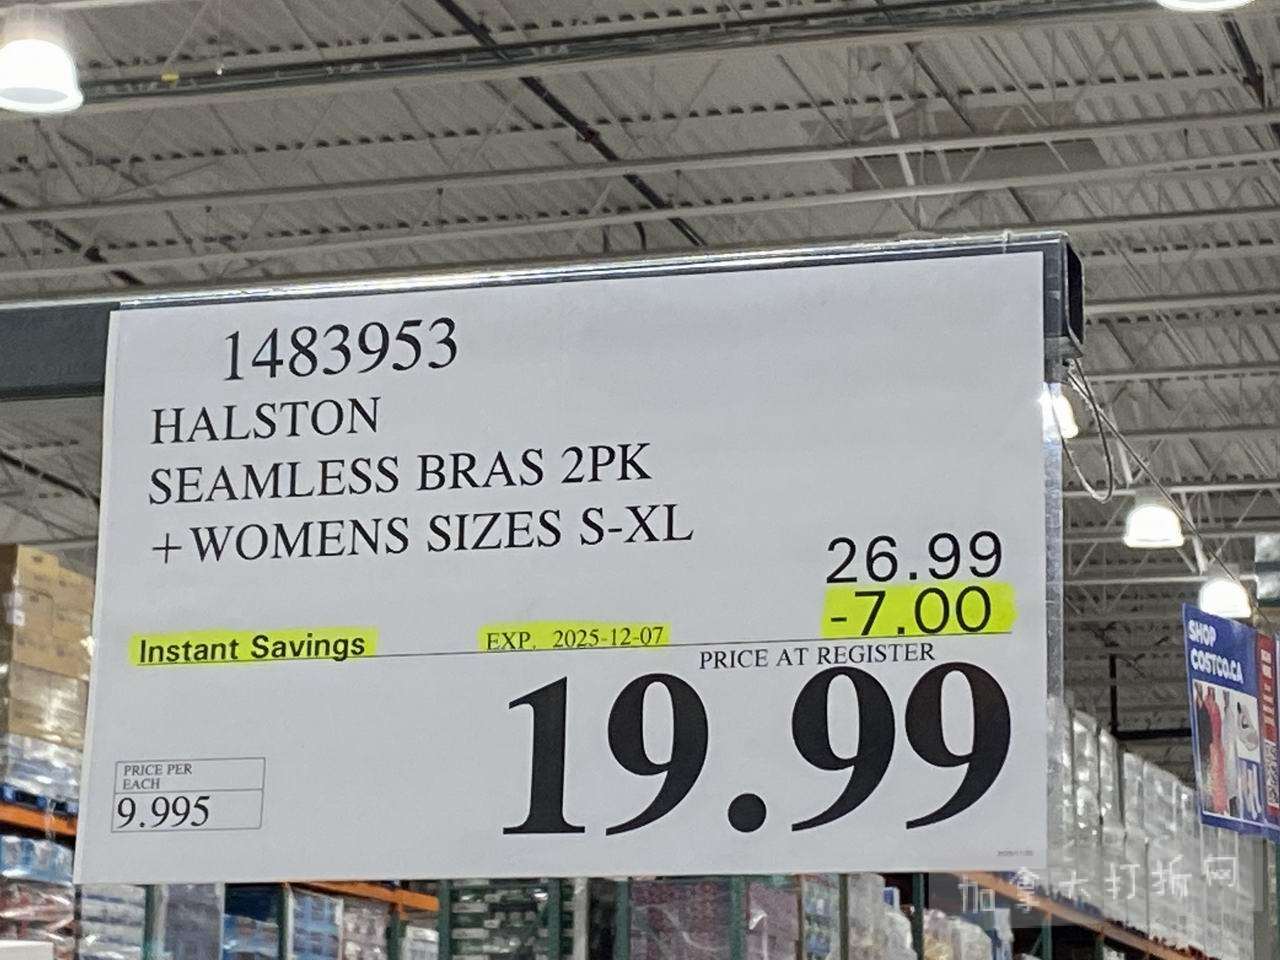 1483953
HALSTON
SEAMLESS BRAS 2PK
+WOMENS SIZES S-XL
26.99
-7.00
Instant Savings
EXP. 2025-12-07
PRICE AT REGISTER
19.99
PRICE PER
EACH
9.995
SHOP
COSTCO.CA
加拿大打折网